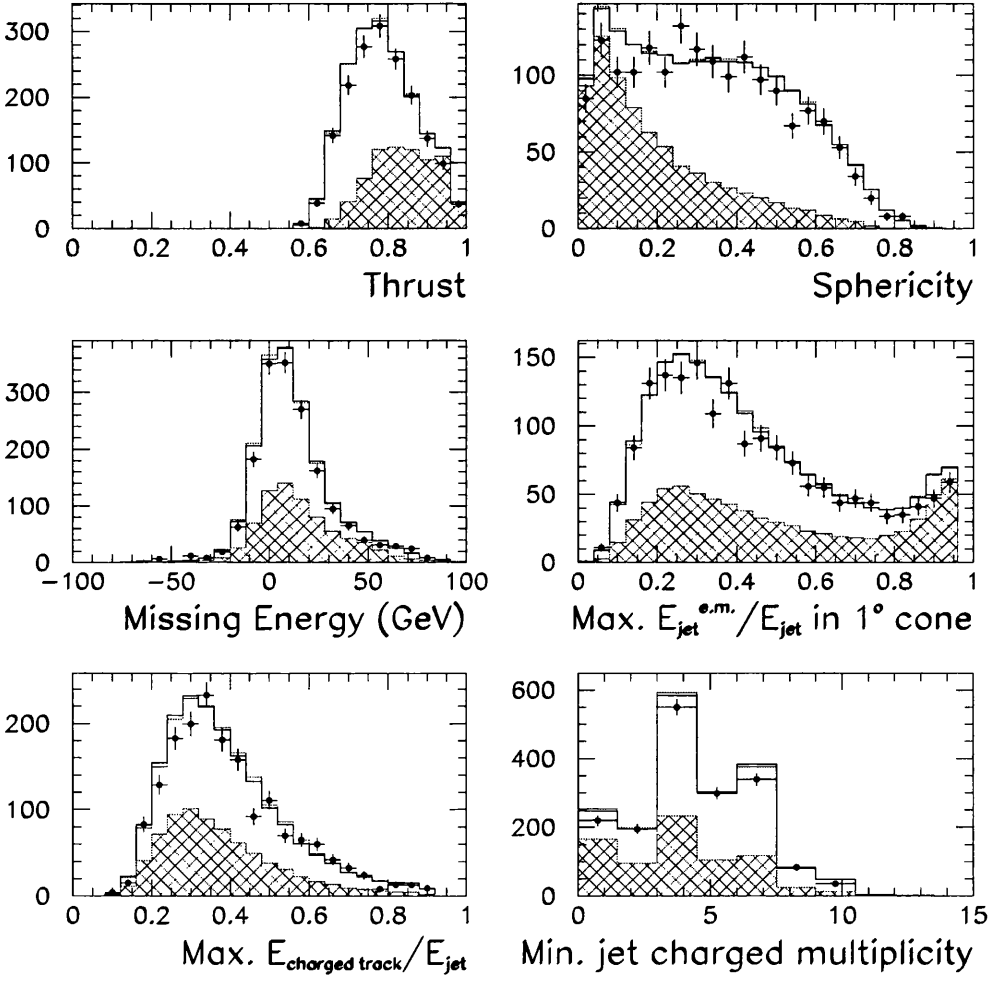 300
200
100
0
0 0.2 0.4 0.6 0.8 1
Thrust
100
50
0
0 0.2 0.4 0.6 0.8 1
Sphericity
300
200
100
0
−100 −50 0 50 100
Missing Energy (GeV)
150
100
50
0
0 0.2 0.4 0.6 0.8 1
Max. E_jet^e.m./E_jet in 1° cone
200
100
0
0 0.2 0.4 0.6 0.8 1
Max. E_charged track/E_jet
600
400
200
0
0 5 10 15
Min. jet charged multiplicity